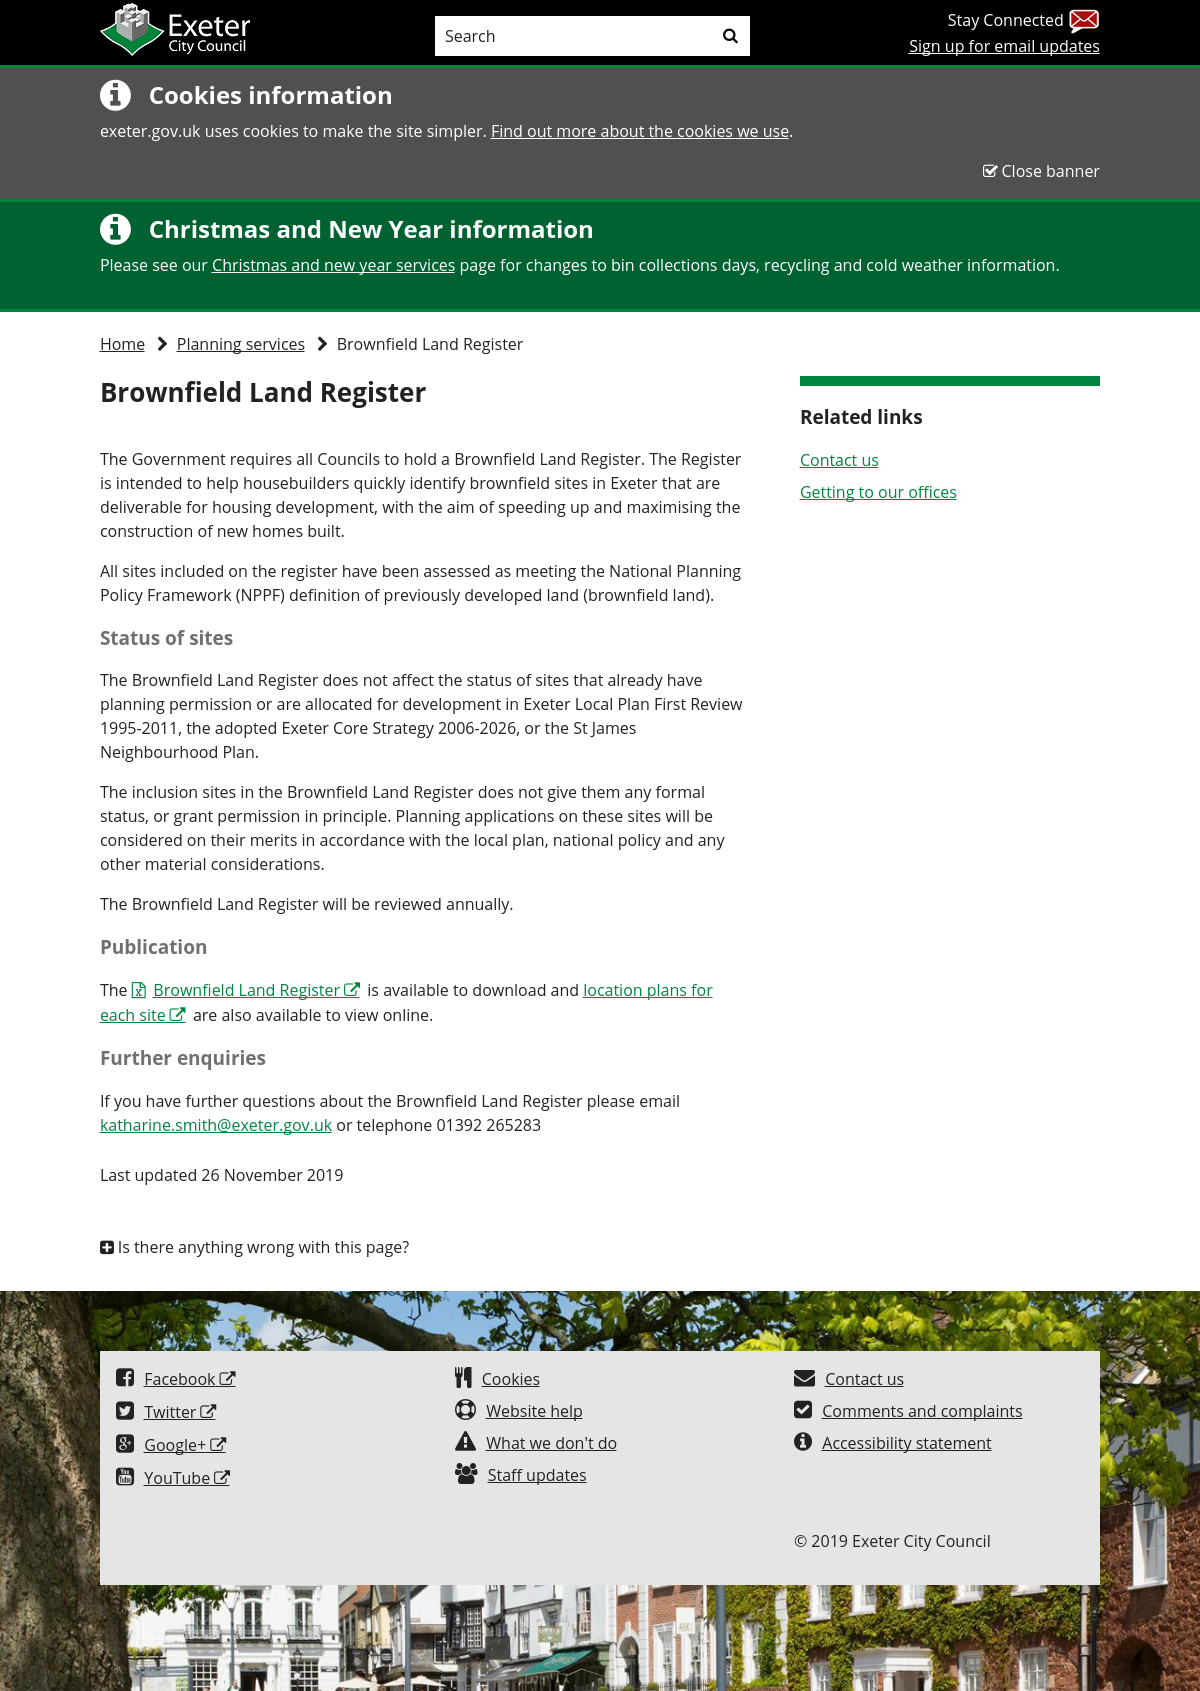 Exeter
City Council
Search
Stay Connected
Sign up for email updates
Cookies information
exeter.gov.uk uses cookies to make the site simpler. Find out more about the cookies we use.
Close banner
Christmas and New Year information
Please see our Christmas and new year services page for changes to bin collections days, recycling and cold weather information.
Home Planning services Brownfield Land Register
Brownfield Land Register
The Government requires all Councils to hold a Brownfield Land Register. The Register
is intended to help housebuilders quickly identify brownfield sites in Exeter that are
deliverable for housing development, with the aim of speeding up and maximising the
construction of new homes built.
All sites included on the register have been assessed as meeting the National Planning
Policy Framework (NPPF) definition of previously developed land (brownfield land).
Status of sites
The Brownfield Land Register does not affect the status of sites that already have
planning permission or are allocated for development in Exeter Local Plan First Review
1995-2011, the adopted Exeter Core Strategy 2006-2026, or the St James
Neighbourhood Plan.
The inclusion sites in the Brownfield Land Register does not give them any formal
status, or grant permission in principle. Planning applications on these sites will be
considered on their merits in accordance with the local plan, national policy and any
other material considerations.
The Brownfield Land Register will be reviewed annually.
Publication
The Brownfield Land Register is available to download and location plans for
each site are also available to view online.
Further enquiries
If you have further questions about the Brownfield Land Register please email
katharine.smith@exeter.gov.uk or telephone 01392 265283
Last updated 26 November 2019
Is there anything wrong with this page?
Related links
Contact us
Getting to our offices
Facebook
Twitter
Google+
YouTube
Cookies
Website help
What we don't do
Staff updates
Contact us
Comments and complaints
Accessibility statement
© 2019 Exeter City Council